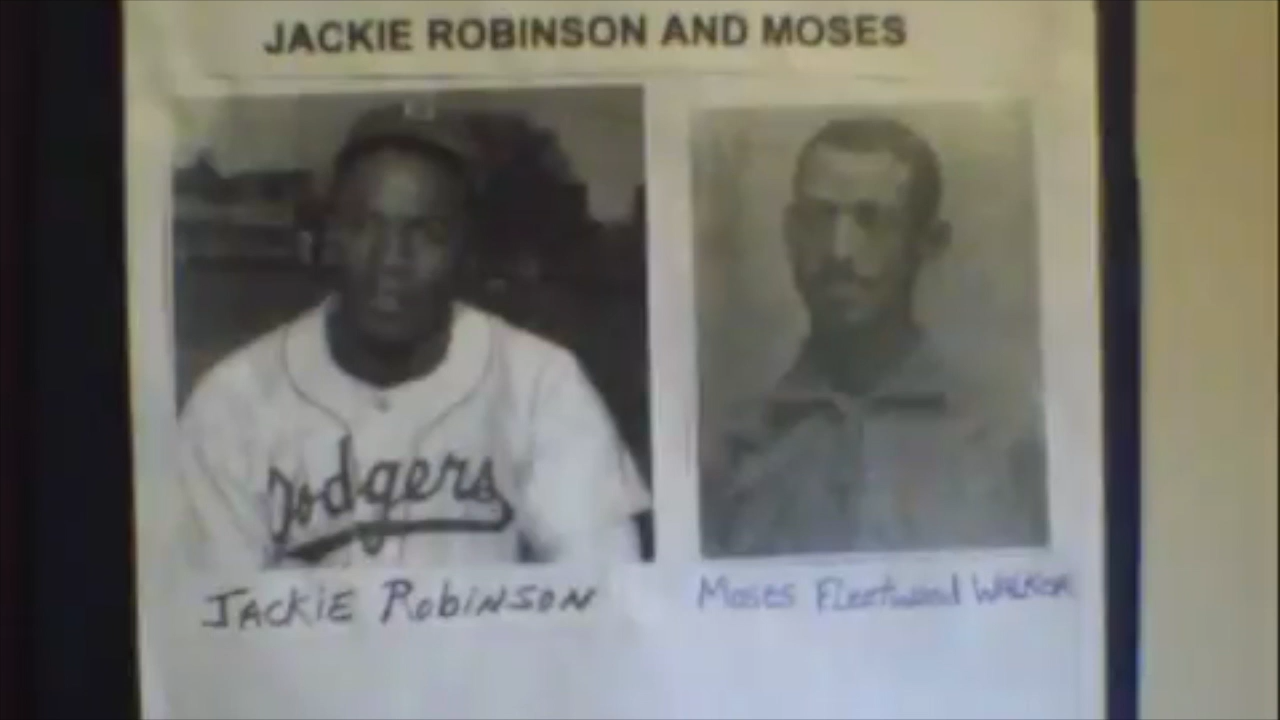 JACKIE ROBINSON AND MOSES
Dodgers
JACKIE ROBINSON
Moses Fleetwood WALKER